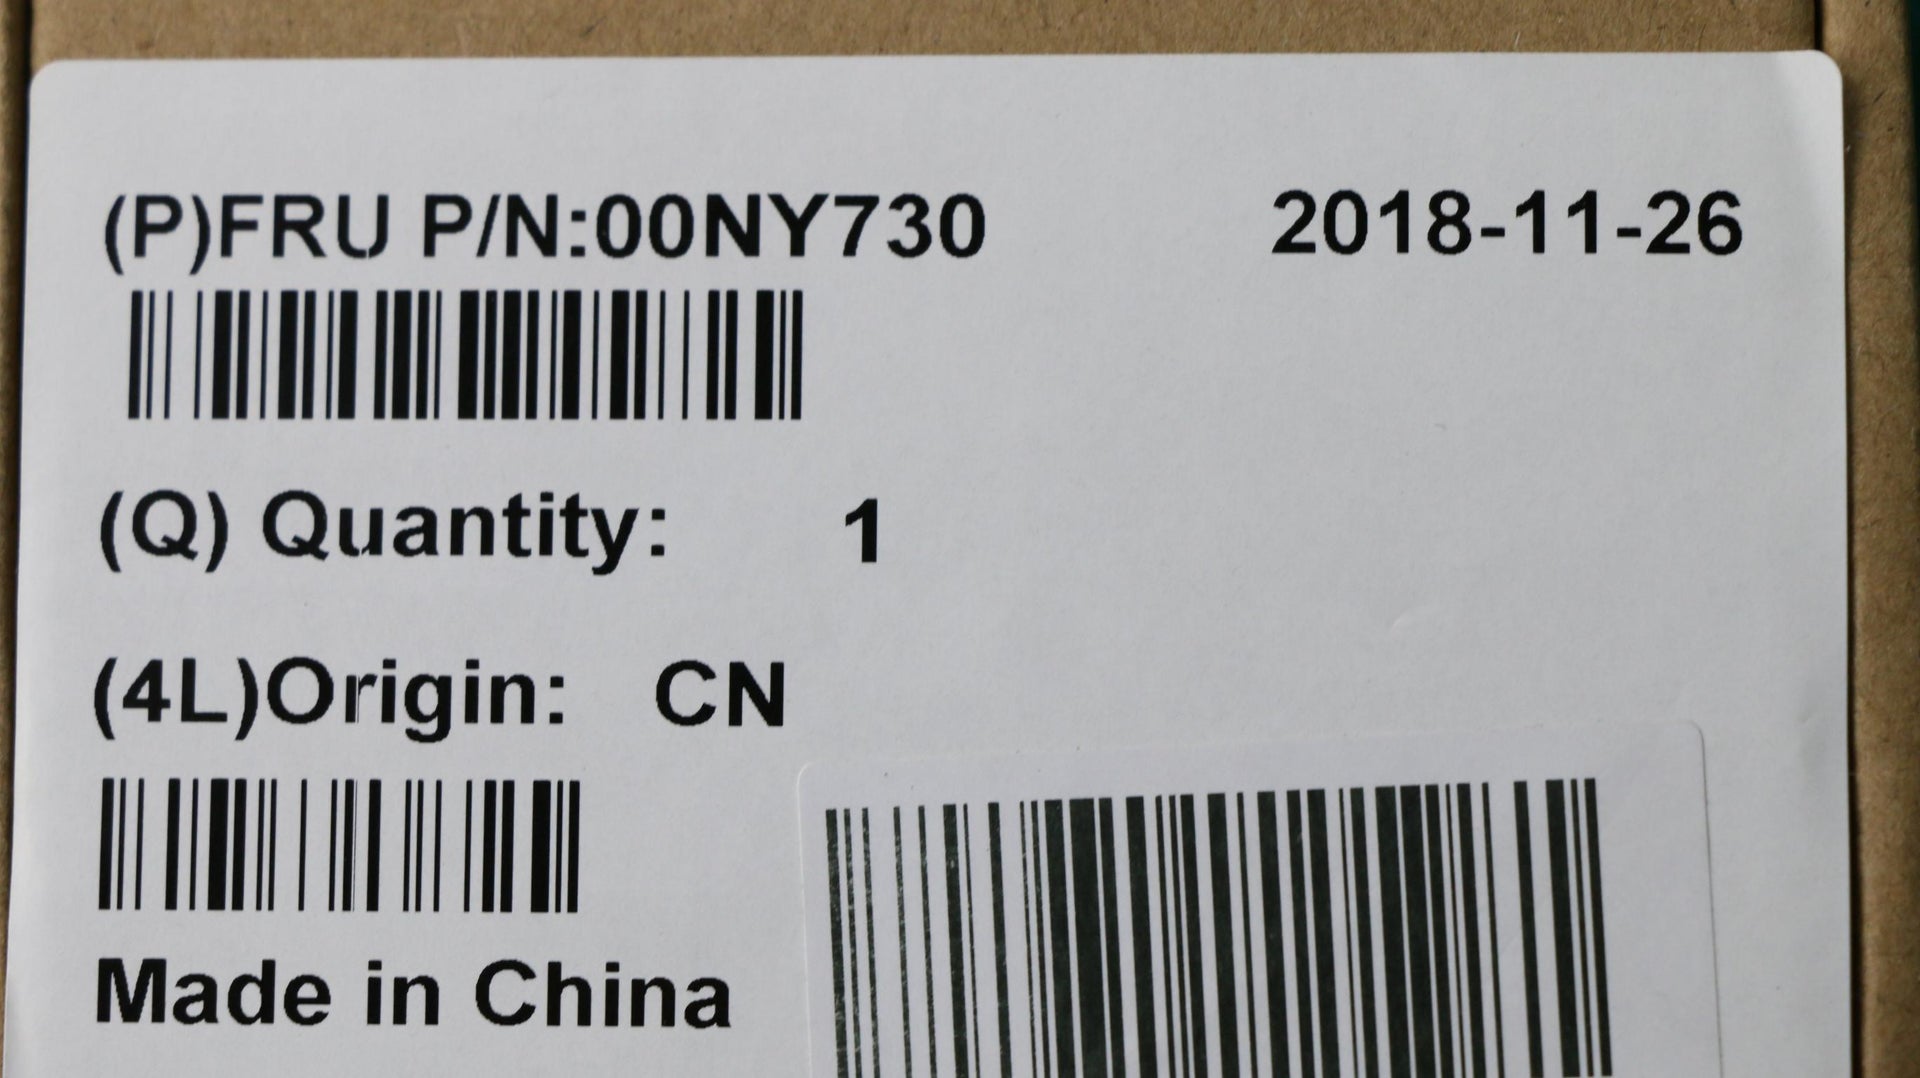 (P)FRU P/N:00NY730 2018-11-26
(Q) Quantity: 1
(4L)Origin: CN
Made in China